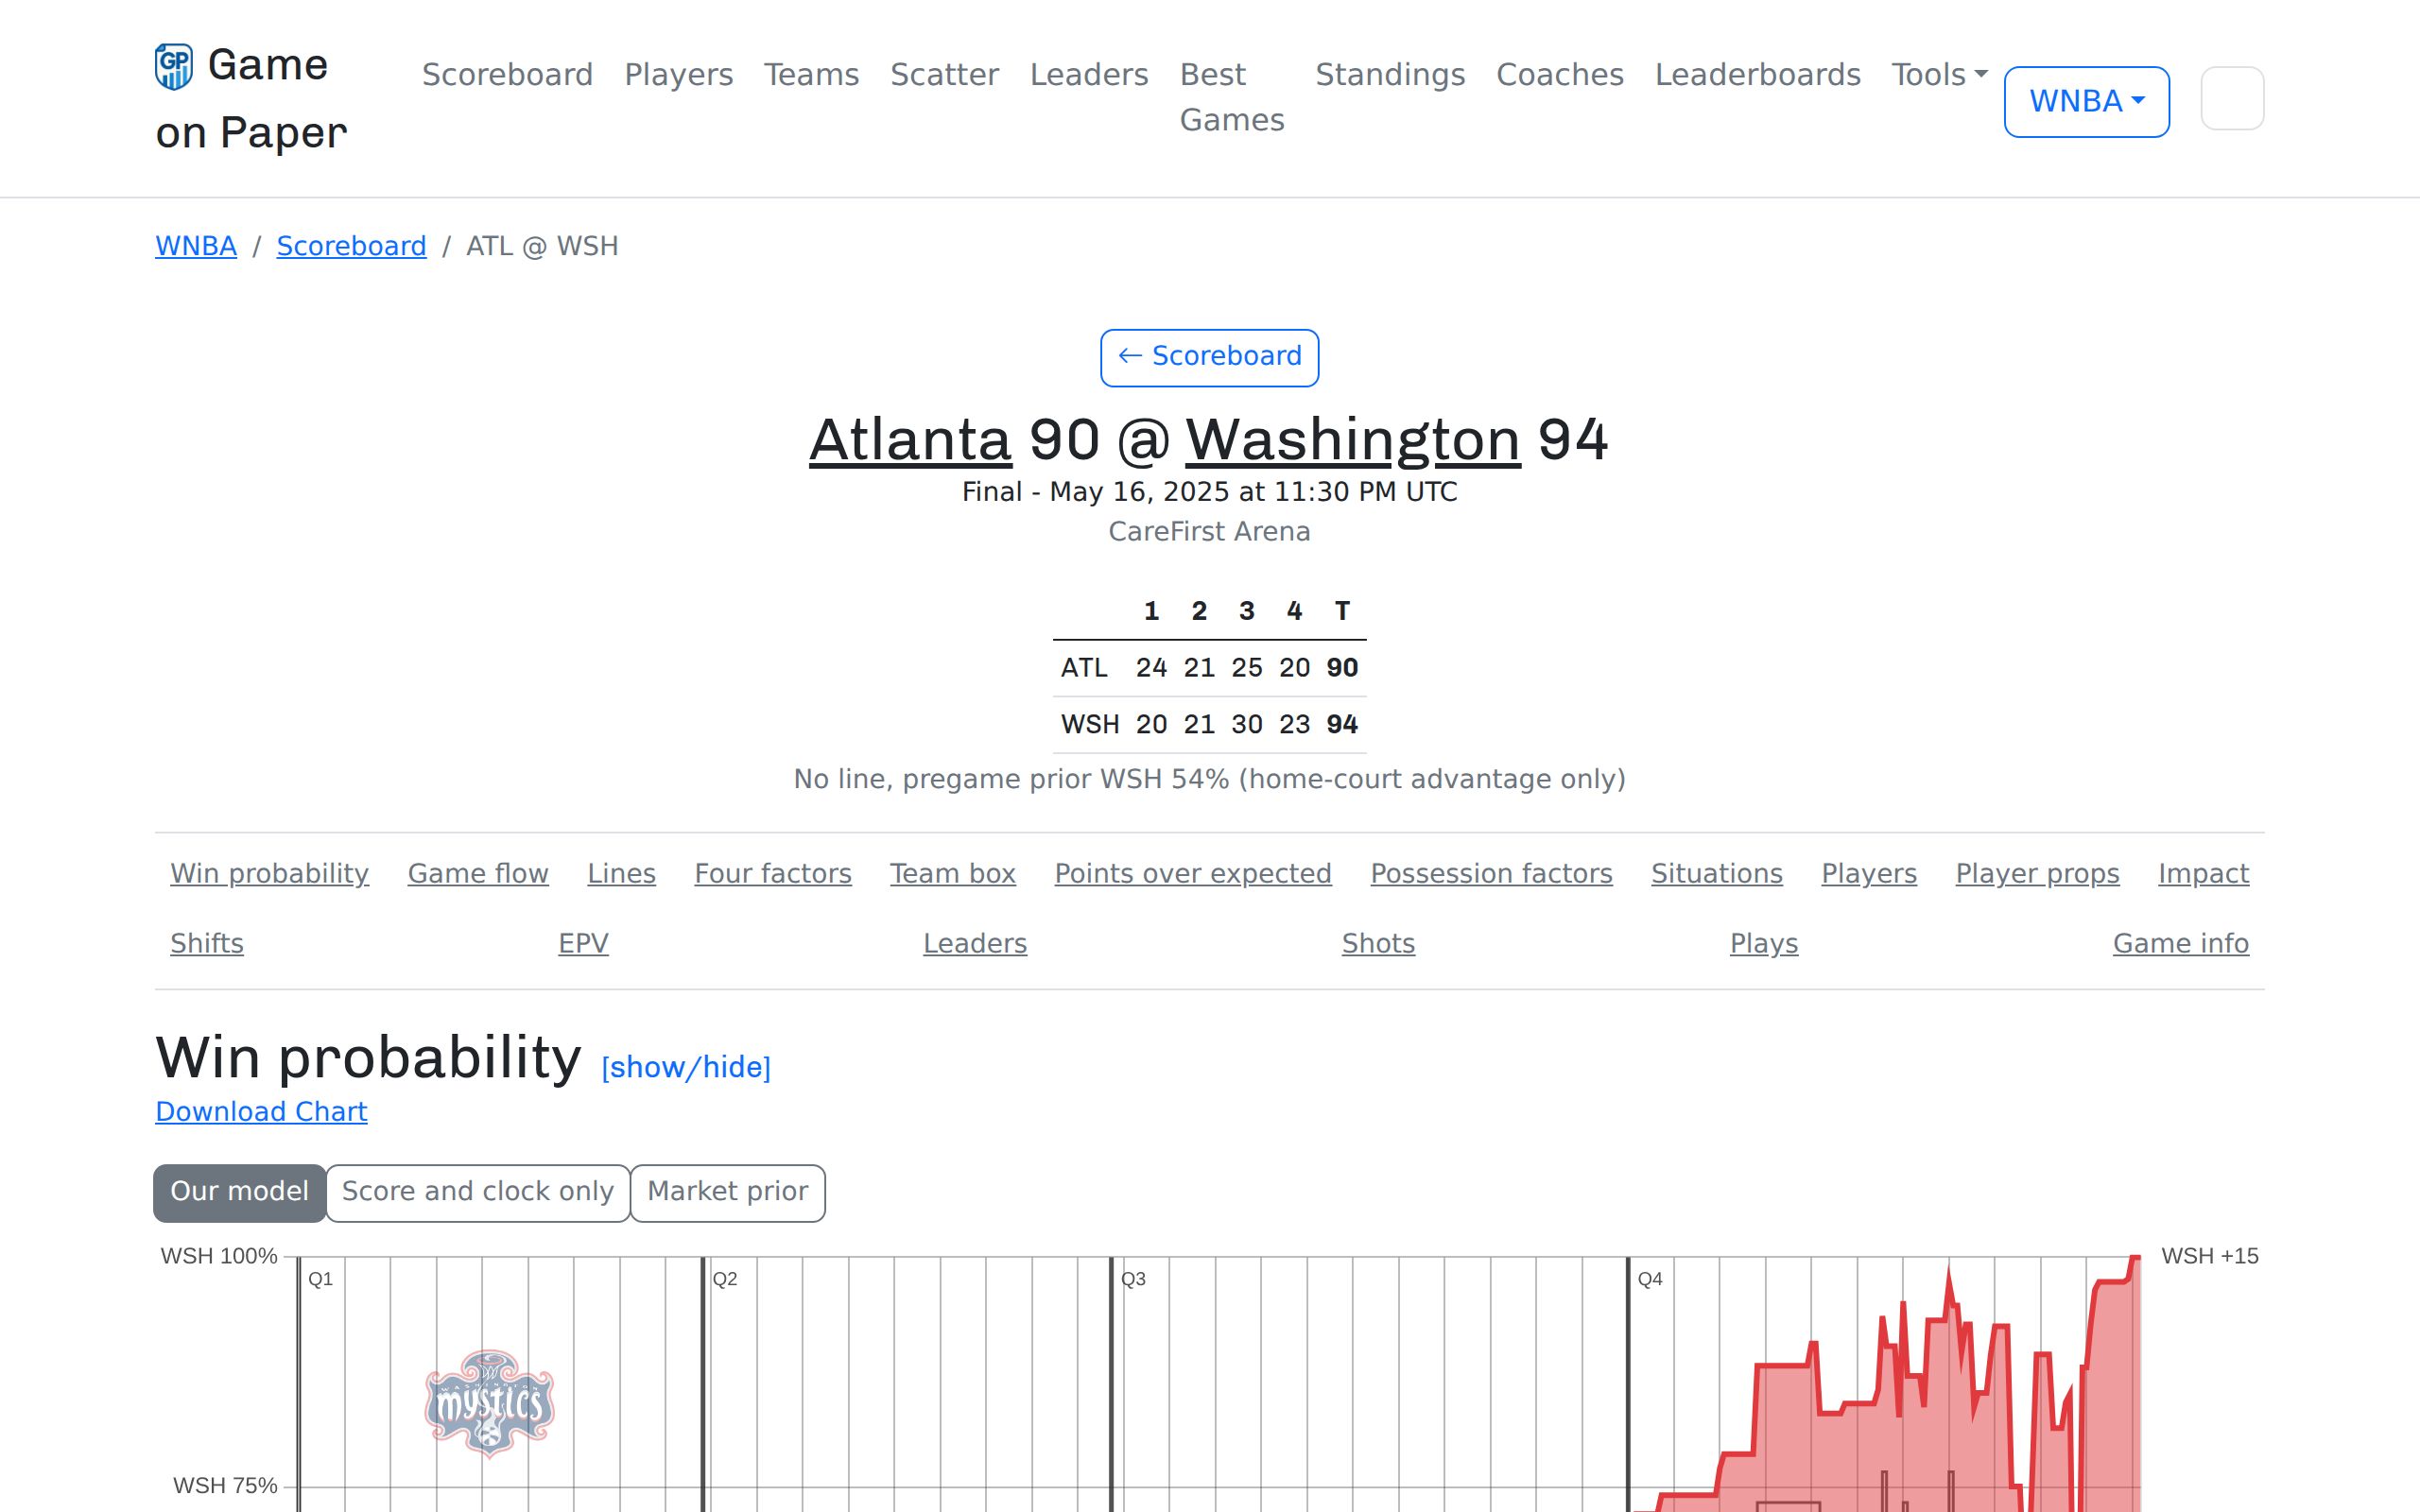 GP Game on Paper
Scoreboard Players Teams Scatter Leaders Best Games Standings Coaches Leaderboards Tools WNBA
WNBA / Scoreboard / ATL @ WSH
← Scoreboard
Atlanta 90 @ Washington 94
Final - May 16, 2025 at 11:30 PM UTC
CareFirst Arena
1 2 3 4 T
ATL 24 21 25 20 90
WSH 20 21 30 23 94
No line, pregame prior WSH 54% (home-court advantage only)
Win probability Game flow Lines Four factors Team box Points over expected Possession factors Situations Players Player props Impact
Shifts EPV Leaders Shots Plays Game info
Win probability [show/hide]
Download Chart
Our model Score and clock only Market prior
WSH 100% WSH +15
Q1 Q2 Q3 Q4
mystics
WSH 75%